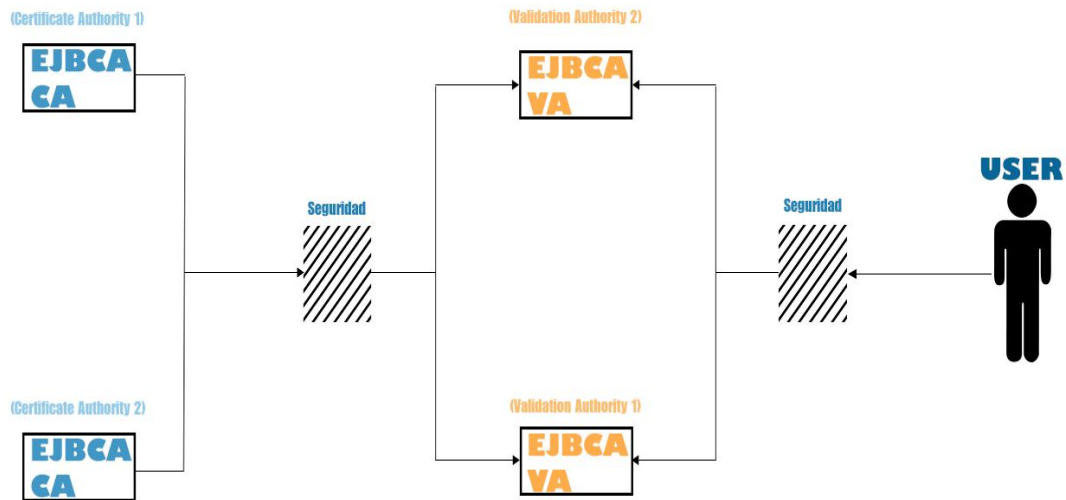 (Certificate Authority 1)
EJBCA
CA
(Validation Authority 2)
EJBCA
VA
USER
Seguridad
Seguridad
(Certificate Authority 2)
EJBCA
CA
(Validation Authority 1)
EJBCA
VA